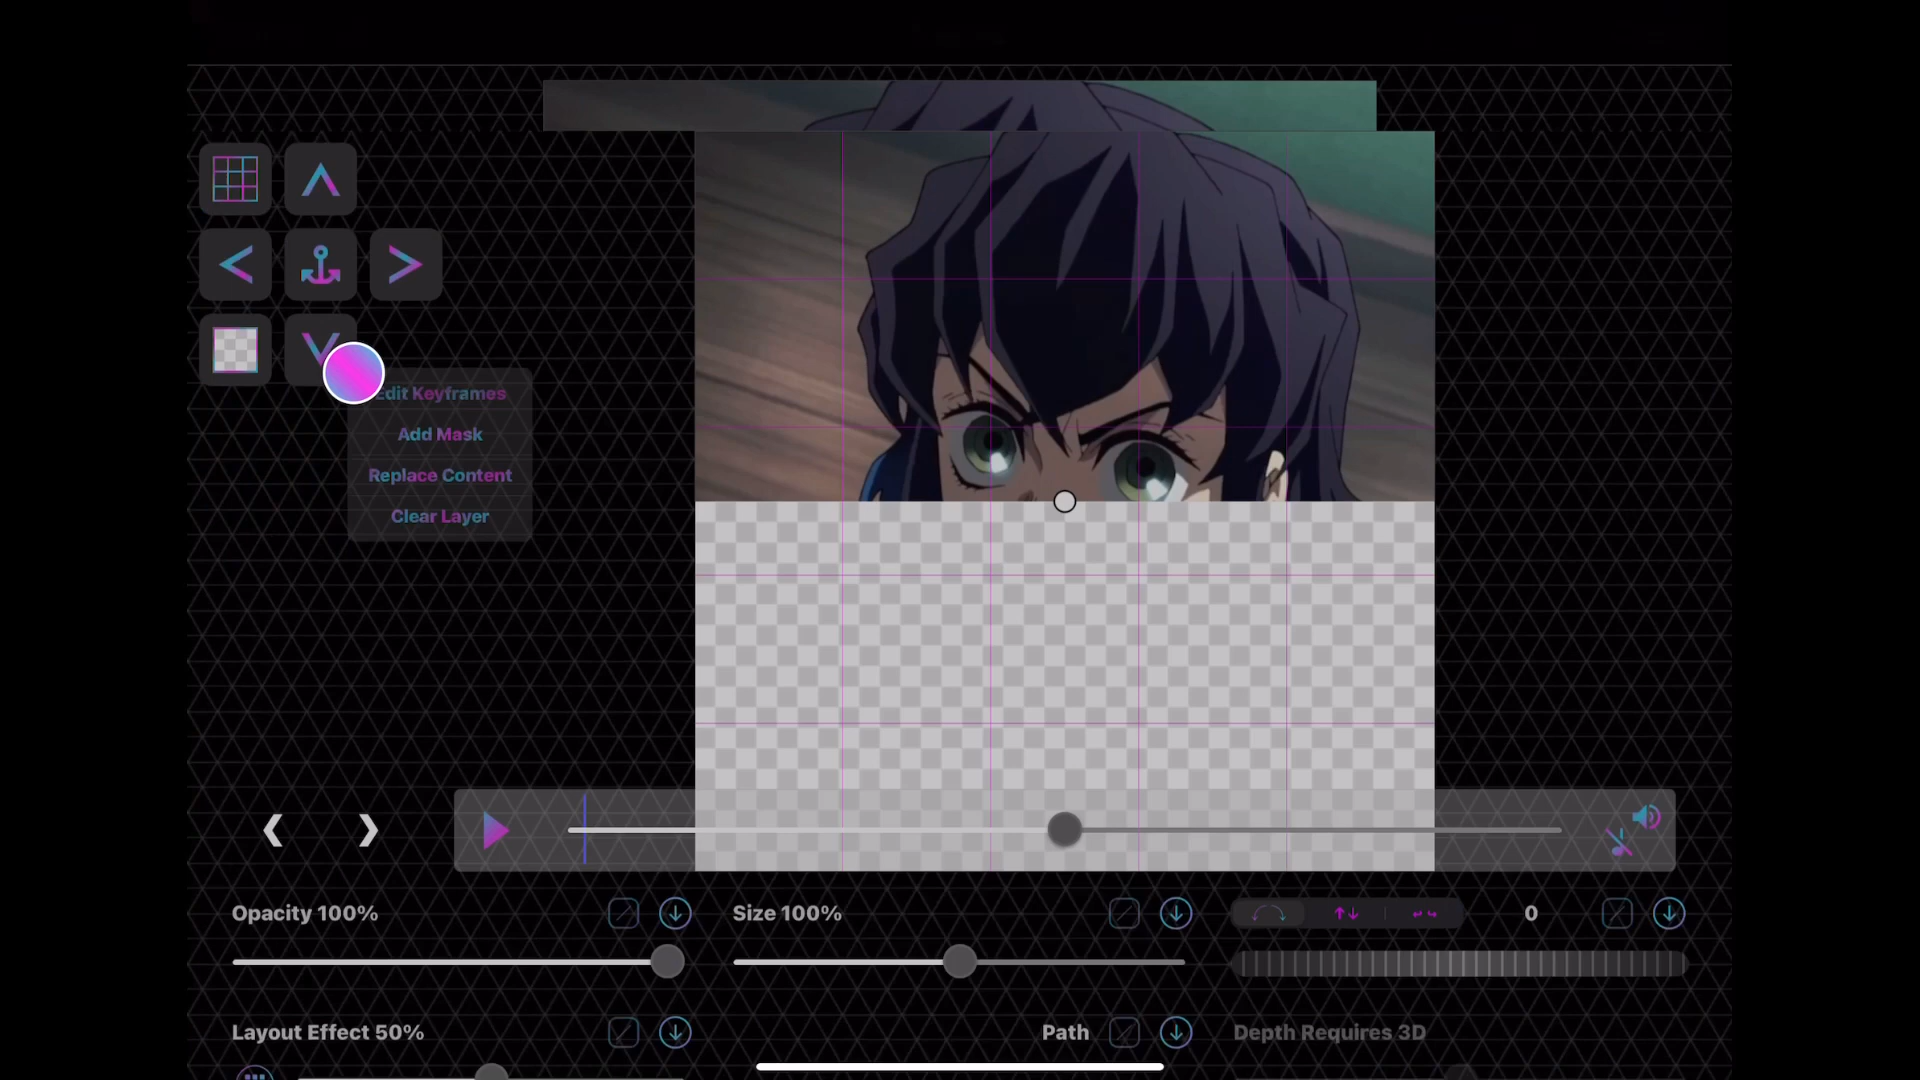 Edit Keyframes
Add Mask
Replace Content
Clear Layer
Opacity 100%
Size 100%
0
Layout Effect 50%
Path
Depth Requires 3D